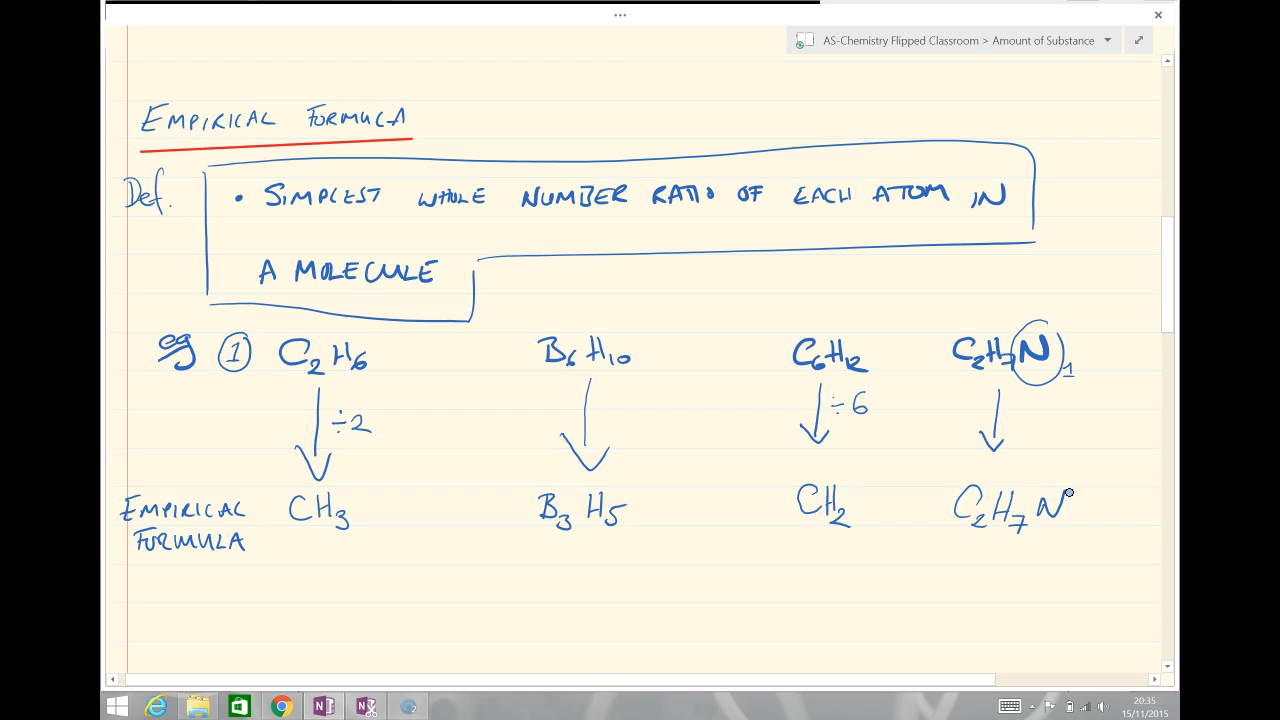 AS-Chemistry Flipped Classroom > Amount of Substance
EMPIRICAL FORMULA
Def. • SIMPLEST WHOLE NUMBER RATIO OF EACH ATOM IN
A MOLECULE
eg ① C₂H₆ B₆H₁₀ C₆H₁₂ C₂H₇N₁
÷2 ÷6
EMPIRICAL FORMULA CH₃ B₃H₅ CH₂ C₂H₇N
20:35
15/11/2015